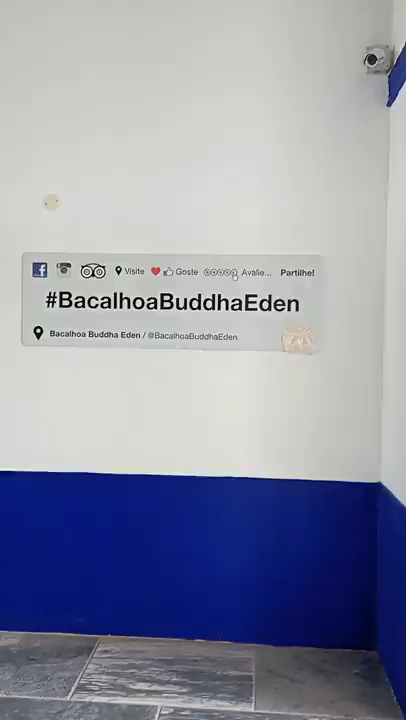 Visite Goste Avalie... Partilhe!
#BacalhoaBuddhaEden
Bacalhoa Buddha Eden / @BacalhoaBuddhaEden